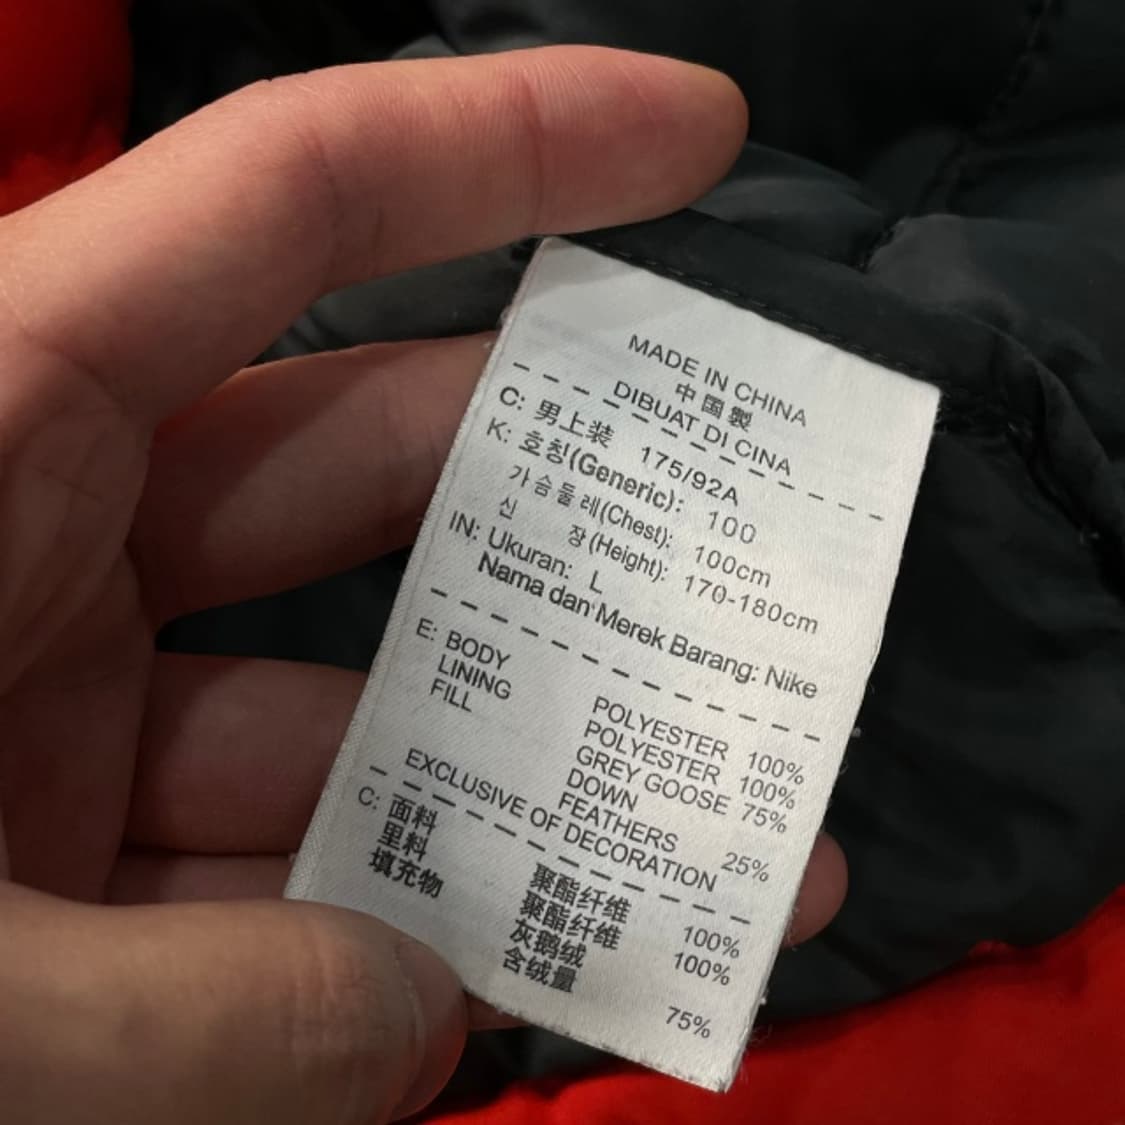 MADE IN CHINA
中国製
DIBUAT DI CINA
C: 男上装 175/92A
K: 호칭(Generic): 100
가슴둘레(Chest): 100cm
신 장(Height): 170-180cm
IN: Ukuran: L
Nama dan Merek Barang: Nike
E: BODY POLYESTER 100%
LINING POLYESTER 100%
FILL GREY GOOSE 75%
DOWN
FEATHERS 25%
EXCLUSIVE OF DECORATION
C: 面料 聚酯纤维 100%
里料 聚酯纤维 100%
填充物 灰鹅绒
含绒量 75%